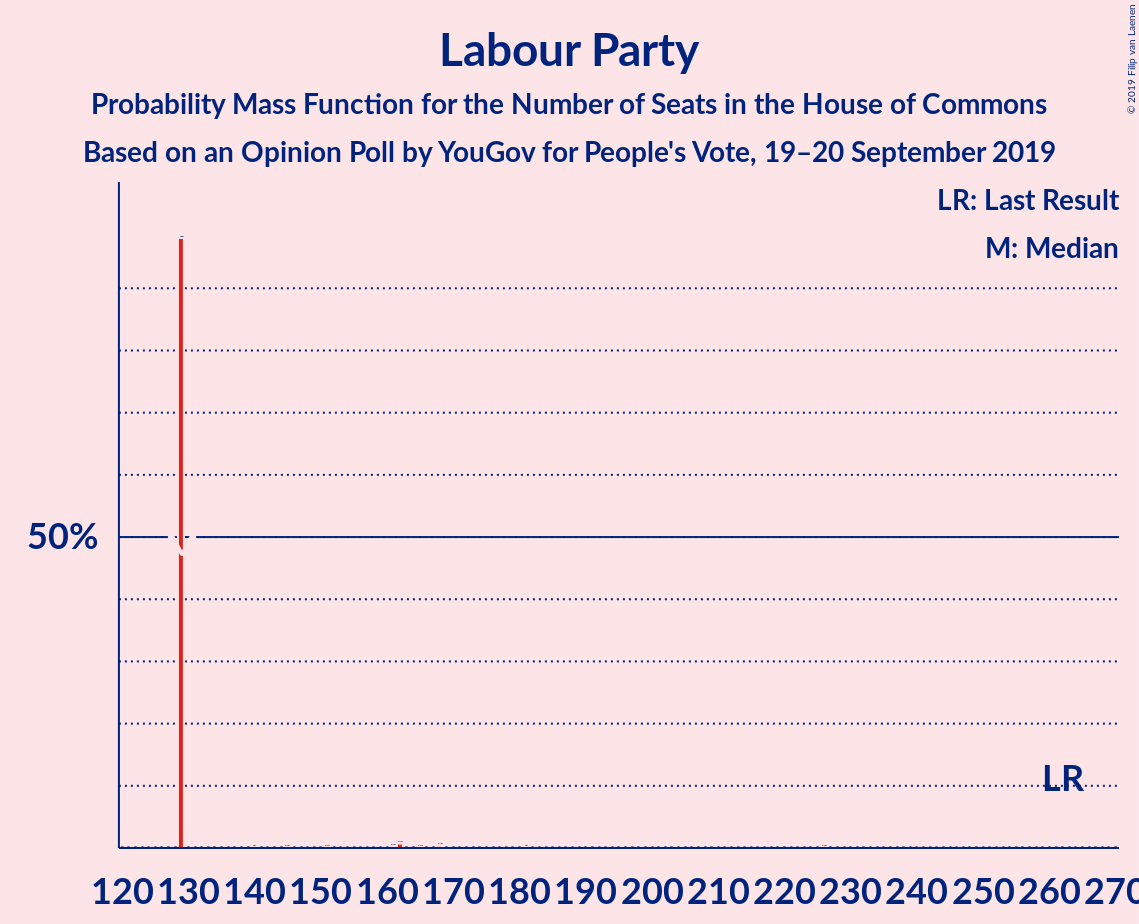 Labour Party
Probability Mass Function for the Number of Seats in the House of Commons
Based on an Opinion Poll by YouGov for People's Vote, 19–20 September 2019
© 2019 Filip van Laenen
LR: Last Result
M: Median
50%
LR
120 130 140 150 160 170 180 190 200 210 220 230 240 250 260 270